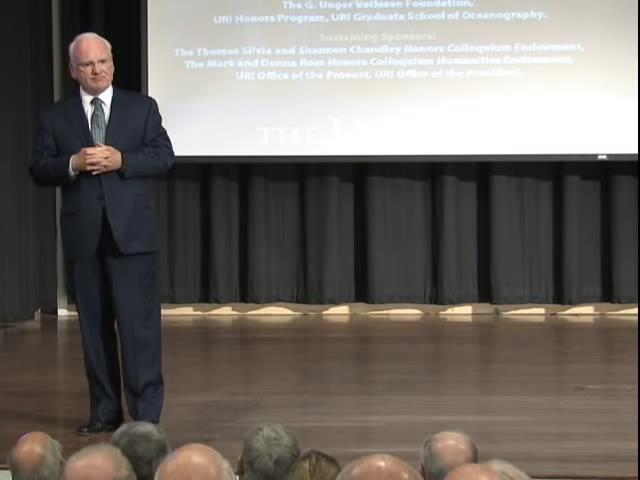 The G. Unger Vetlesen Foundation,
URI Honors Program, URI Graduate School of Oceanography.
Sustaining Sponsors:
The Thomas Silvia and Shannon Chandley Honors Colloquium Endowment,
The Mark and Donna Ross Honors Colloquium Humanities Endowment,
URI Office of the Provost, URI Office of the President.
THE